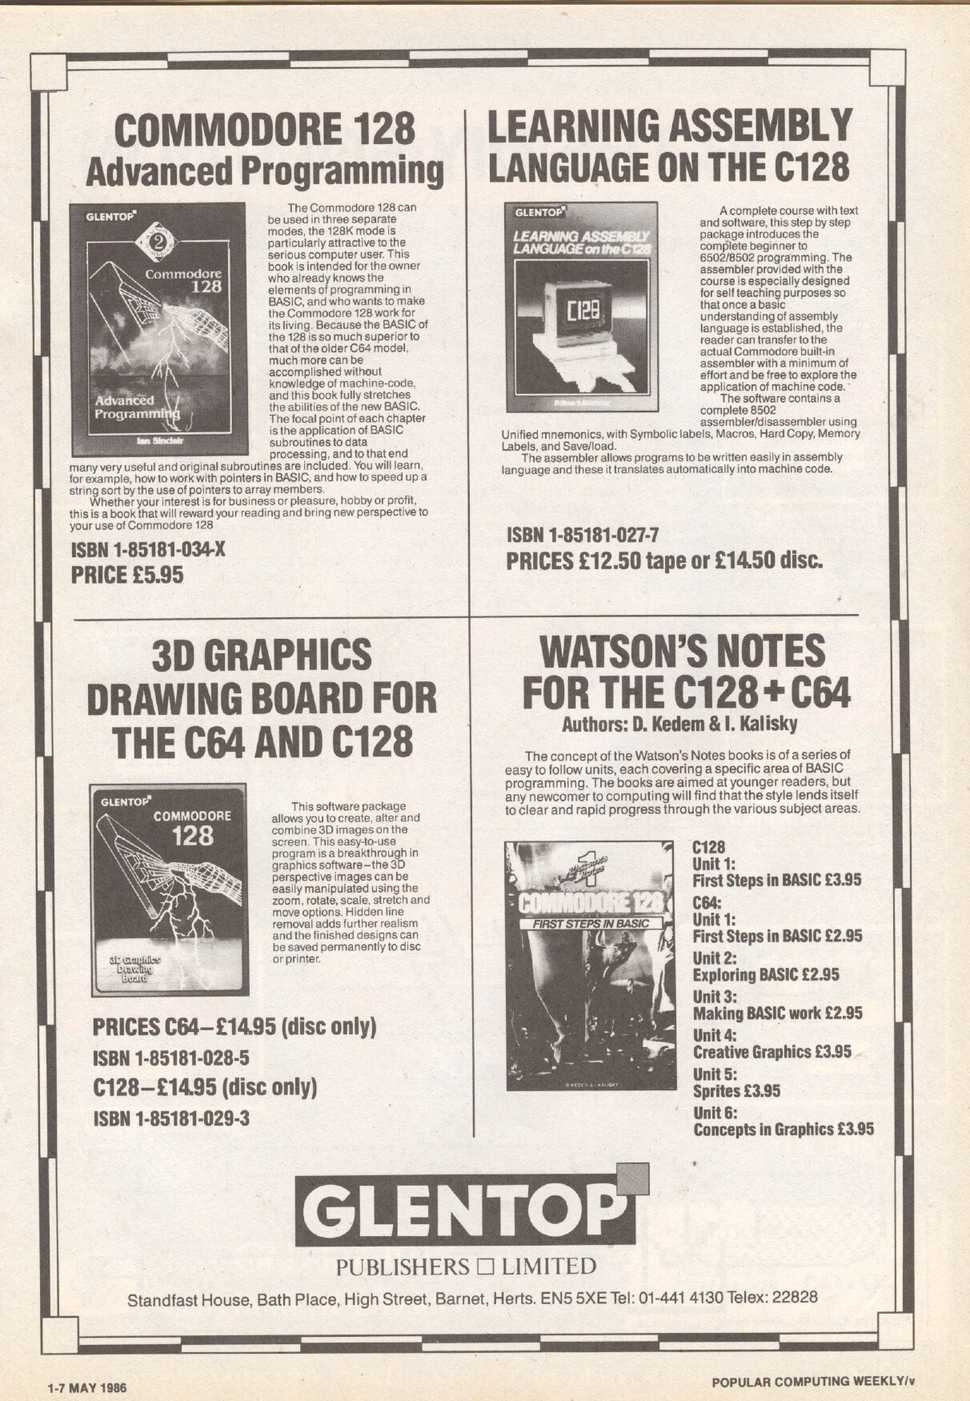 COMMODORE 128
Advanced Programming
GLENTOP
2
Commodore
128
Advanced
Programming
Ian Sinclair
The Commodore 128 can
be used in three separate
modes, the 128K mode is
particularly attractive to the
serious computer user. This
book is intended for the owner
who already knows the
elements of programming in
BASIC, and who wants to make
the Commodore 128 work for
its living. Because the BASIC of
the 128 is so much superior to
that of the older C64 model,
much more can be
accomplished without
knowledge of machine-code,
and this book fully stretches
the abilities of the new BASIC.
The focal point of each chapter
is the application of BASIC
subroutines to data
processing, and to that end
many very useful and original subroutines are included. You will learn,
for example, how to work with pointers in BASIC, and how to speed up a
string sort by the use of pointers to array members.
Whether your interest is for business or pleasure, hobby or profit,
this is a book that will reward your reading and bring new perspective to
your use of Commodore 128
ISBN 1-85181-034-X
PRICE £5.95
LEARNING ASSEMBLY
LANGUAGE ON THE C128
GLENTOP
LEARNING ASSEMBLY
LANGUAGE on the C128
C128
A complete course with text
and software, this step by step
package introduces the
complete beginner to
6502/8502 programming. The
assembler provided with the
course is especially designed
for self teaching purposes so
that once a basic
understanding of assembly
language is established, the
reader can transfer to the
actual Commodore built-in
assembler with a minimum of
effort and be free to explore the
application of machine code.
The software contains a
complete 8502
assembler/disassembler using
Unified mnemonics, with Symbolic labels, Macros, Hard Copy, Memory
Labels, and Save/load.
The assembler allows programs to be written easily in assembly
language and these it translates automatically into machine code.
ISBN 1-85181-027-7
PRICES £12.50 tape or £14.50 disc.
3D GRAPHICS
DRAWING BOARD FOR
THE C64 AND C128
GLENTOP
COMMODORE
128
3D Graphics
Drawing
Board
This software package
allows you to create, alter and
combine 3D images on the
screen. This easy-to-use
program is a breakthrough in
graphics software–the 3D
perspective images can be
easily manipulated using the
zoom, rotate, scale, stretch and
move options. Hidden line
removal adds further realism
and the finished designs can
be saved permanently to disc
or printer.
PRICES C64–£14.95 (disc only)
ISBN 1-85181-028-5
C128–£14.95 (disc only)
ISBN 1-85181-029-3
WATSON'S NOTES
FOR THE C128+C64
Authors: D. Kedem & I. Kalisky
The concept of the Watson's Notes books is of a series of
easy to follow units, each covering a specific area of BASIC
programming. The books are aimed at younger readers, but
any newcomer to computing will find that the style lends itself
to clear and rapid progress through the various subject areas.
1
Watson's
Notes
COMMODORE 128
FIRST STEPS IN BASIC
C128
Unit 1:
First Steps in BASIC £3.95
C64:
Unit 1:
First Steps in BASIC £2.95
Unit 2:
Exploring BASIC £2.95
Unit 3:
Making BASIC work £2.95
Unit 4:
Creative Graphics £3.95
Unit 5:
Sprites £3.95
Unit 6:
Concepts in Graphics £3.95
GLENTOP
PUBLISHERS □ LIMITED
Standfast House, Bath Place, High Street, Barnet, Herts. EN5 5XE Tel: 01-441 4130 Telex: 22828
1-7 MAY 1986
POPULAR COMPUTING WEEKLY/v